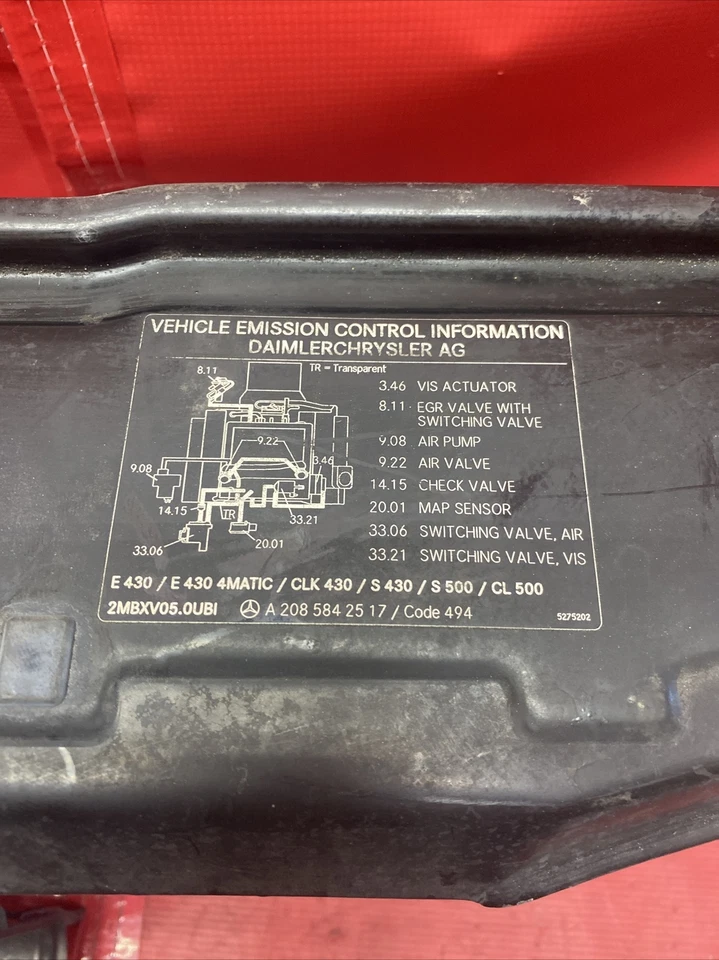 VEHICLE EMISSION CONTROL INFORMATION
DAIMLERCHRYSLER AG
TR = Transparent
8.11
9.22
3.46
9.08
14.15
TR
33.21
33.06
20.01
3.46 VIS ACTUATOR
8.11 EGR VALVE WITH
SWITCHING VALVE
9.08 AIR PUMP
9.22 AIR VALVE
14.15 CHECK VALVE
20.01 MAP SENSOR
33.06 SWITCHING VALVE, AIR
33.21 SWITCHING VALVE, VIS
E 430 / E 430 4MATIC / CLK 430 / S 430 / S 500 / CL 500
2MBXV05.0UBI A 208 584 25 17 / Code 494
5275202